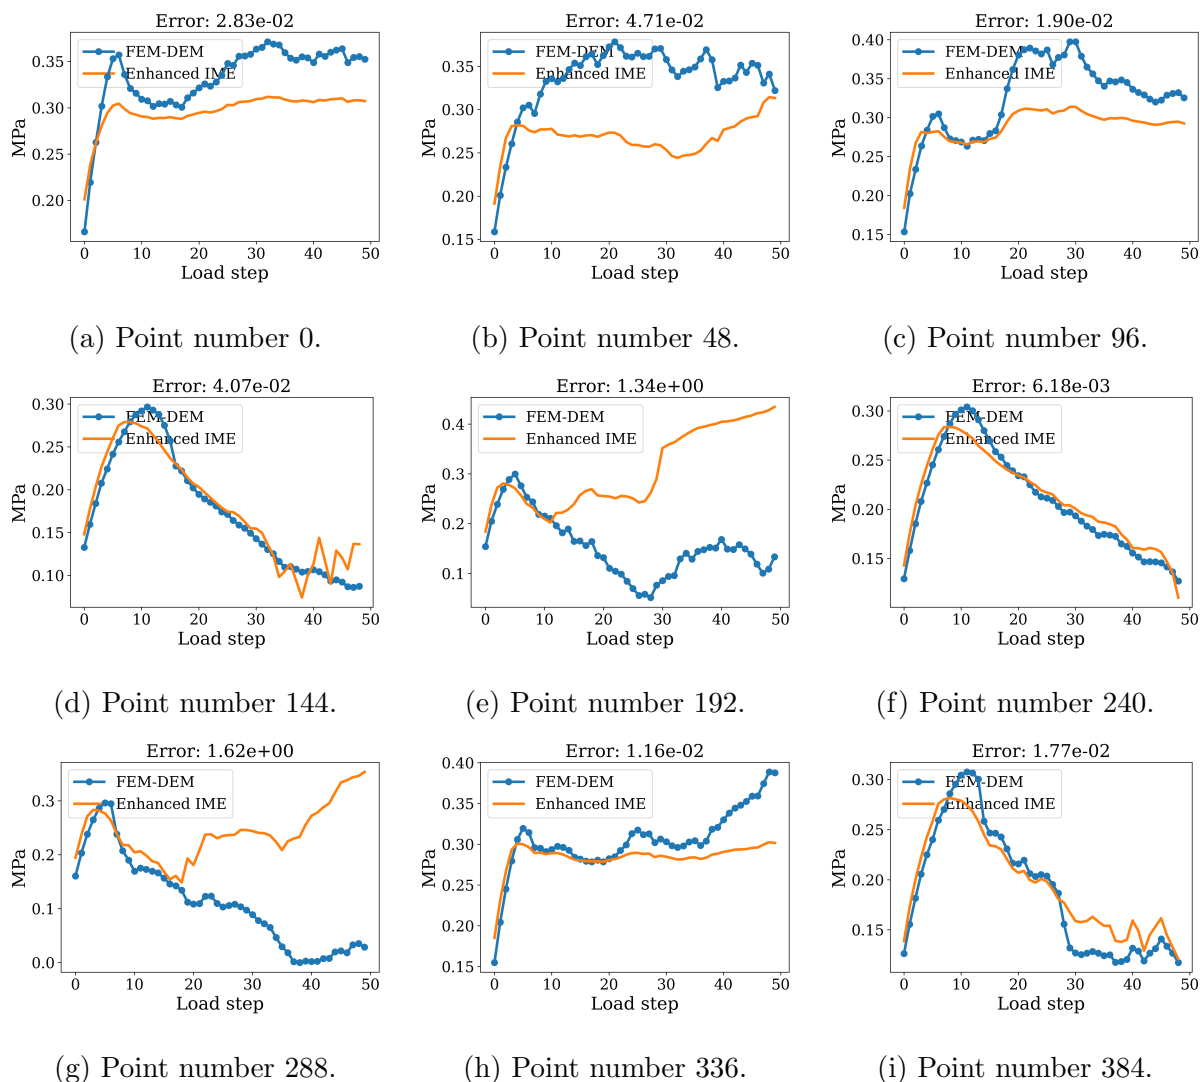 Error: 2.83e-02
FEM-DEM
Enhanced IME
MPa
0.35
0.30
0.25
0.20
0 10 20 30 40 50
Load step
(a) Point number 0.
Error: 4.71e-02
FEM-DEM
Enhanced IME
MPa
0.35
0.30
0.25
0.20
0.15
0 10 20 30 40 50
Load step
(b) Point number 48.
Error: 1.90e-02
FEM-DEM
Enhanced IME
MPa
0.40
0.35
0.30
0.25
0.20
0.15
0 10 20 30 40 50
Load step
(c) Point number 96.
Error: 4.07e-02
FEM-DEM
Enhanced IME
MPa
0.30
0.25
0.20
0.15
0.10
0 10 20 30 40 50
Load step
(d) Point number 144.
Error: 1.34e+00
FEM-DEM
Enhanced IME
MPa
0.4
0.3
0.2
0.1
0 10 20 30 40 50
Load step
(e) Point number 192.
Error: 6.18e-03
FEM-DEM
Enhanced IME
MPa
0.30
0.25
0.20
0.15
0 10 20 30 40 50
Load step
(f) Point number 240.
Error: 1.62e+00
FEM-DEM
Enhanced IME
MPa
0.3
0.2
0.1
0.0
0 10 20 30 40 50
Load step
(g) Point number 288.
Error: 1.16e-02
FEM-DEM
Enhanced IME
MPa
0.40
0.35
0.30
0.25
0.20
0.15
0 10 20 30 40 50
Load step
(h) Point number 336.
Error: 1.77e-02
FEM-DEM
Enhanced IME
MPa
0.30
0.25
0.20
0.15
0 10 20 30 40 50
Load step
(i) Point number 384.